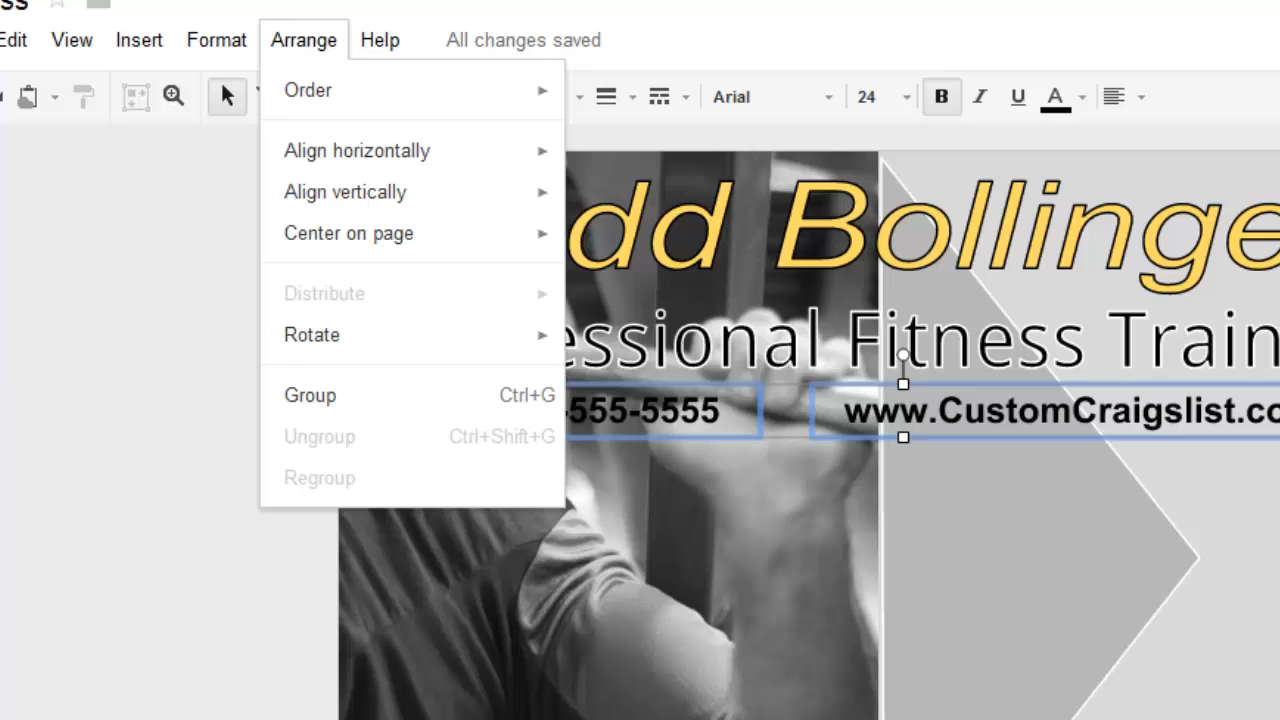 ss
Edit View Insert Format Arrange Help All changes saved
Arial 24 B I U A
Order
Align horizontally
Align vertically
Center on page
Distribute
Rotate
Group Ctrl+G
Ungroup Ctrl+Shift+G
Regroup
dd Bollinge
essional Fitness Train
-555-5555 www.CustomCraigslist.co